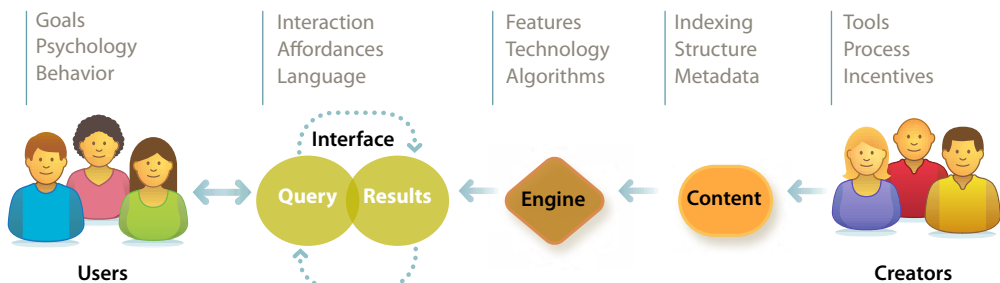 Goals
Psychology
Behavior
Interaction
Affordances
Language
Features
Technology
Algorithms
Indexing
Structure
Metadata
Tools
Process
Incentives
Interface
Query
Results
Engine
Content
Users
Creators